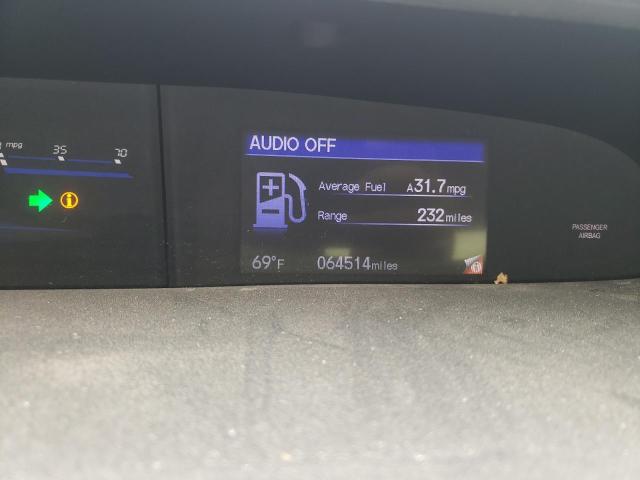 AUDIO OFF
mpg 35 70
Average Fuel A31.7mpg
Range 232miles
PASSENGER
AIRBAG
69°F 064514miles